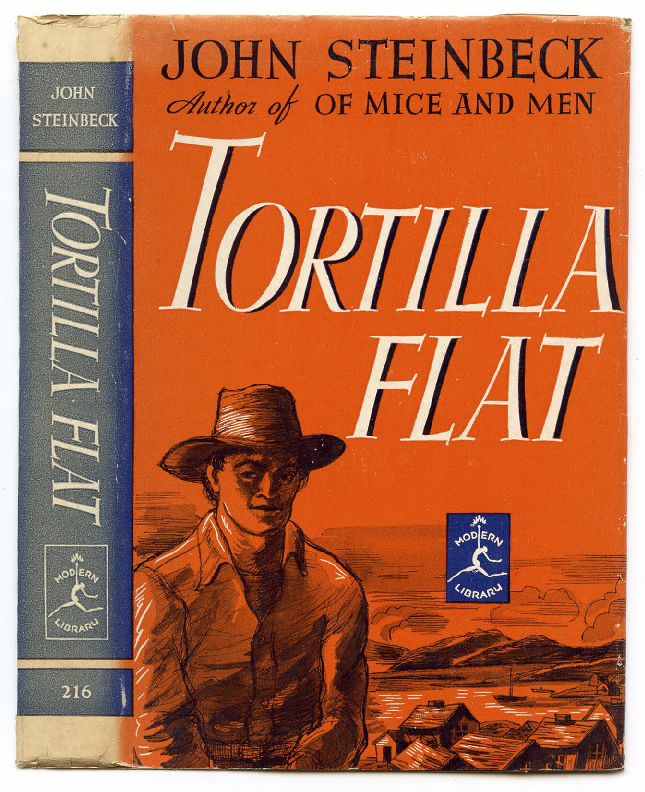 JOHN
STEINBECK
TORTILLA FLAT
MODERN
LIBRARY
216
JOHN STEINBECK
Author of OF MICE AND MEN
TORTILLA
FLAT
MODERN
LIBRARY